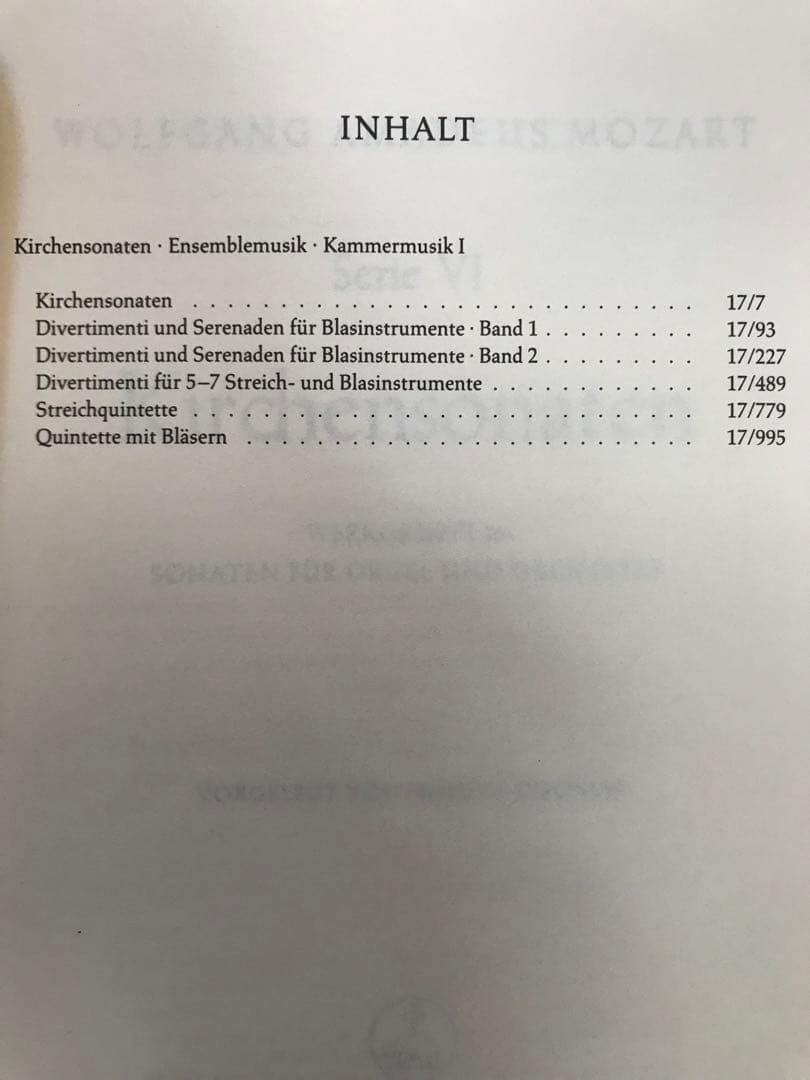 INHALT
Kirchensonaten · Ensemblemusik · Kammermusik I
Kirchensonaten . . . . . . . . . . . . . . . . . . . . . . . . 17/7
Divertimenti und Serenaden für Blasinstrumente · Band 1 . . . . . . . 17/93
Divertimenti und Serenaden für Blasinstrumente · Band 2 . . . . . . . 17/227
Divertimenti für 5–7 Streich- und Blasinstrumente . . . . . . . . . . 17/489
Streichquintette . . . . . . . . . . . . . . . . . . . . . . . . 17/779
Quintette mit Bläsern . . . . . . . . . . . . . . . . . . . . . 17/995